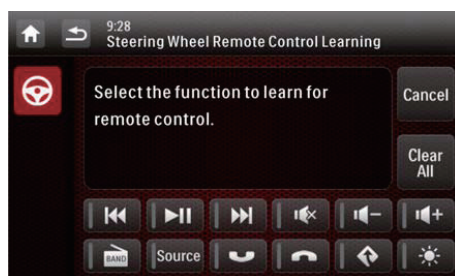 9:28
Steering Wheel Remote Control Learning
Select the function to learn for
remote control.
Cancel
Clear
All
BAND
Source